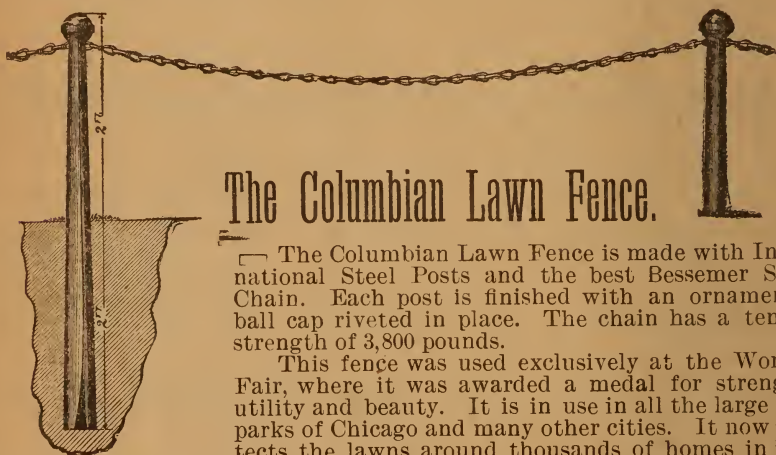 The Columbian Lawn Fence.
The Columbian Lawn Fence is made with In
national Steel Posts and the best Bessemer S
Chain. Each post is finished with an orname
ball cap riveted in place. The chain has a ten
strength of 3,800 pounds.
This fence was used exclusively at the Wor
Fair, where it was awarded a medal for streng
utility and beauty. It is in use in all the large
parks of Chicago and many other cities. It now
tects the lawns around thousands of homes in